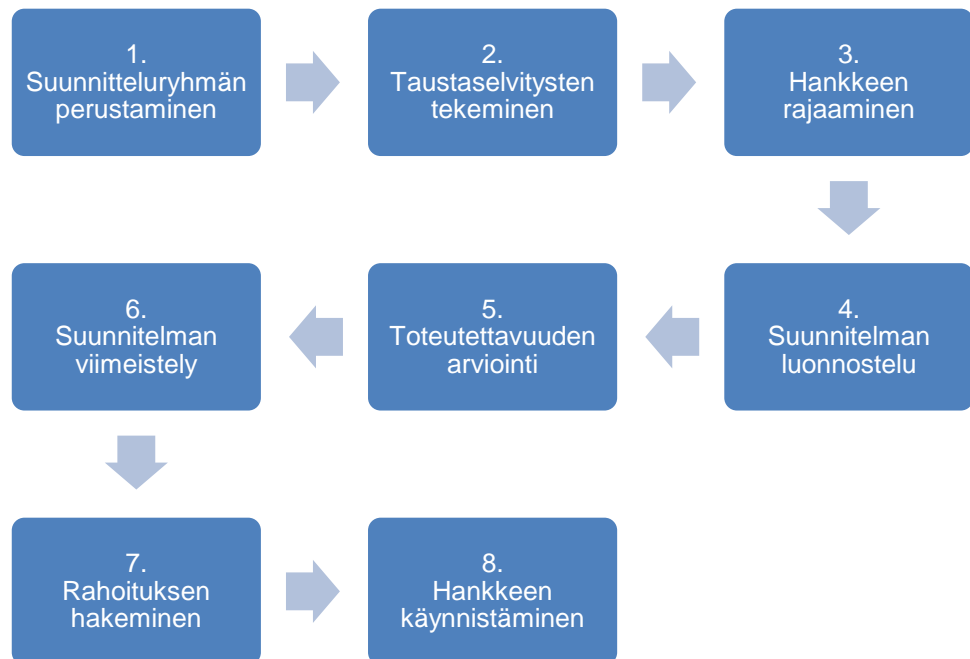 1.
Suunnitteluryhmän
perustaminen
2.
Taustaselvitysten
tekeminen
3.
Hankkeen
rajaaminen
4.
Suunnitelman
luonnostelu
5.
Toteutettavuuden
arviointi
6.
Suunnitelman
viimeistely
7.
Rahoituksen
hakeminen
8.
Hankkeen
käynnistäminen